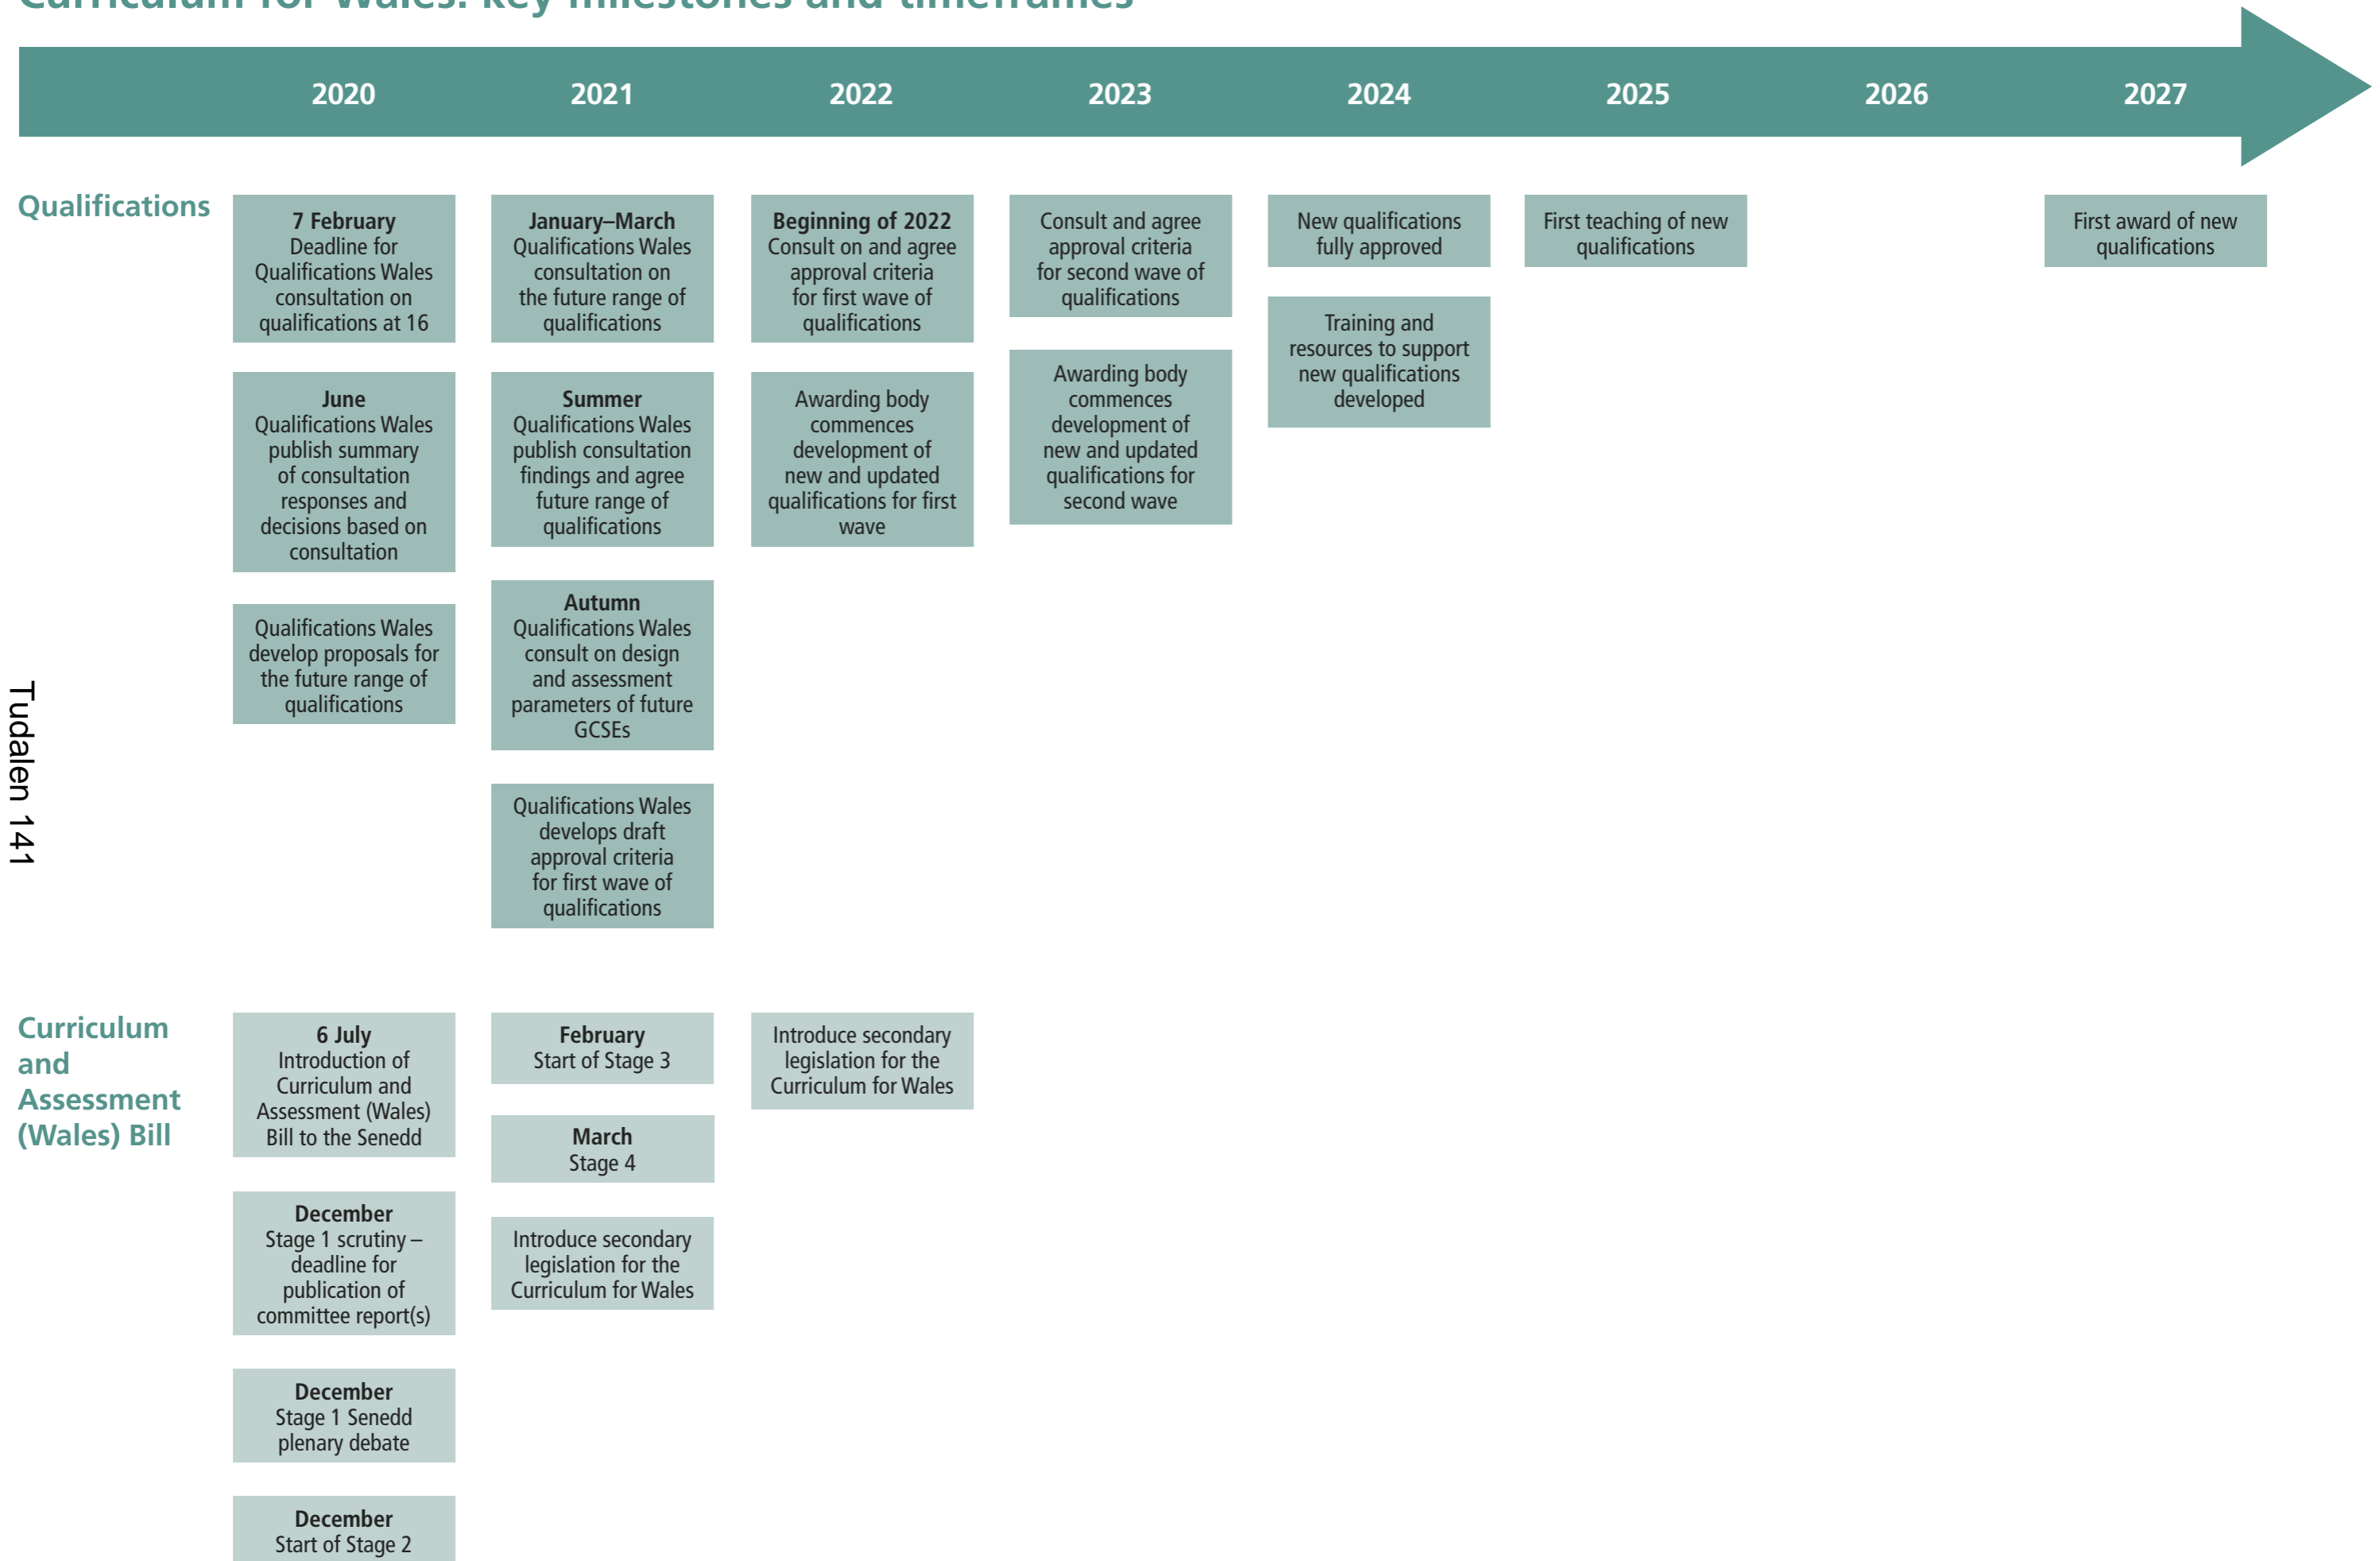 Curriculum for Wales: key milestones and timeframes
2020 2021 2022 2023 2024 2025 2026 2027
Qualifications
7 February
Deadline for
Qualifications Wales
consultation on
qualifications at 16
June
Qualifications Wales
publish summary
of consultation
responses and
decisions based on
consultation
Qualifications Wales
develop proposals for
the future range of
qualifications
January–March
Qualifications Wales
consultation on
the future range of
qualifications
Summer
Qualifications Wales
publish consultation
findings and agree
future range of
qualifications
Autumn
Qualifications Wales
consult on design
and assessment
parameters of future
GCSEs
Qualifications Wales
develops draft
approval criteria
for first wave of
qualifications
Beginning of 2022
Consult on and agree
approval criteria
for first wave of
qualifications
Awarding body
commences
development of
new and updated
qualifications for first
wave
Consult and agree
approval criteria
for second wave of
qualifications
Awarding body
commences
development of
new and updated
qualifications for
second wave
New qualifications
fully approved
Training and
resources to support
new qualifications
developed
First teaching of new
qualifications
First award of new
qualifications
Curriculum
and
Assessment
(Wales) Bill
6 July
Introduction of
Curriculum and
Assessment (Wales)
Bill to the Senedd
December
Stage 1 scrutiny –
deadline for
publication of
committee report(s)
December
Stage 1 Senedd
plenary debate
December
Start of Stage 2
February
Start of Stage 3
March
Stage 4
Introduce secondary
legislation for the
Curriculum for Wales
Introduce secondary
legislation for the
Curriculum for Wales
Tudalen 141